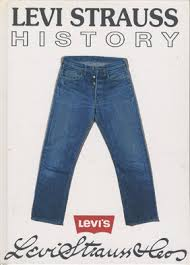 LEVI STRAUSS
HISTORY
LEVI'S
Levi Strauss & Co